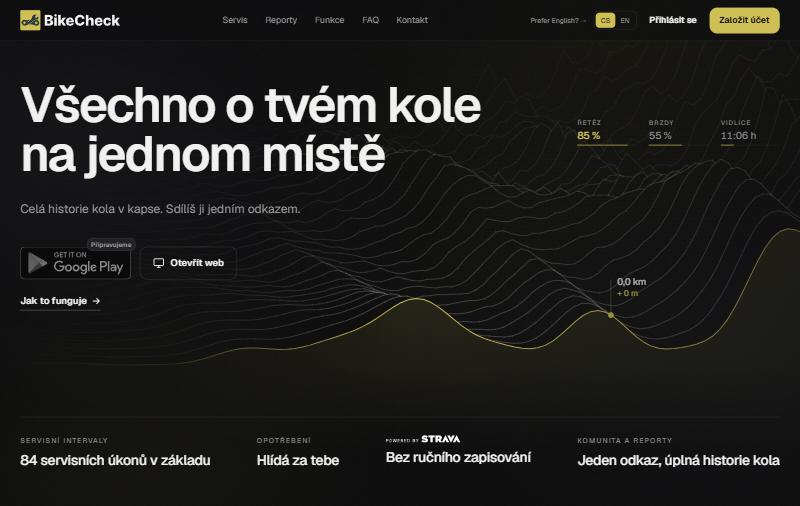 BikeCheck
Servis
Reporty
Funkce
FAQ
Kontakt
Prefer English? →
CS
EN
Přihlásit se
Založit účet
Všechno o tvém kole
na jednom místě
ŘETĚZ
85 %
BRZDY
55 %
VIDLICE
11:06 h
Celá historie kola v kapse. Sdílíš ji jedním odkazem.
Připravujeme
GET IT ON
Google Play
Otevřít web
Jak to funguje →
0,0 km
+0 m
SERVISNÍ INTERVALY
84 servisních úkonů v základu
OPOTŘEBENÍ
Hlídá za tebe
POWERED BY STRAVA
Bez ručního zapisování
KOMUNITA A REPORTY
Jeden odkaz, úplná historie kola